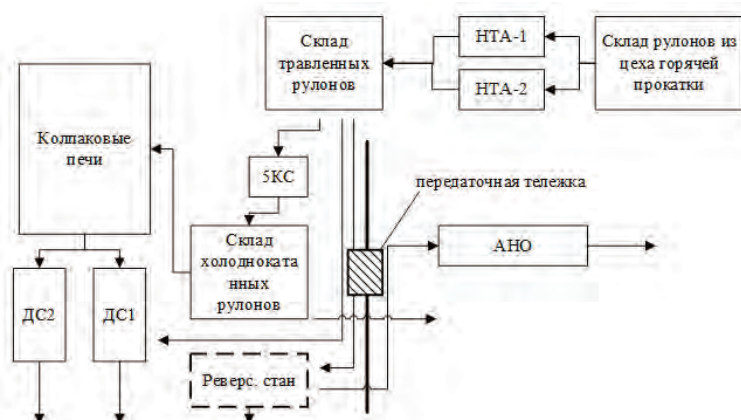 Склад
травленных
рулонов
НТА-1
НТА-2
Склад рулонов из
цеха горячей
прокатки
Колпаковые
печи
5КС
передаточная тележка
Склад
холодноката
нных
рулонов
АНО
ДС2
ДС1
Реверс. стан